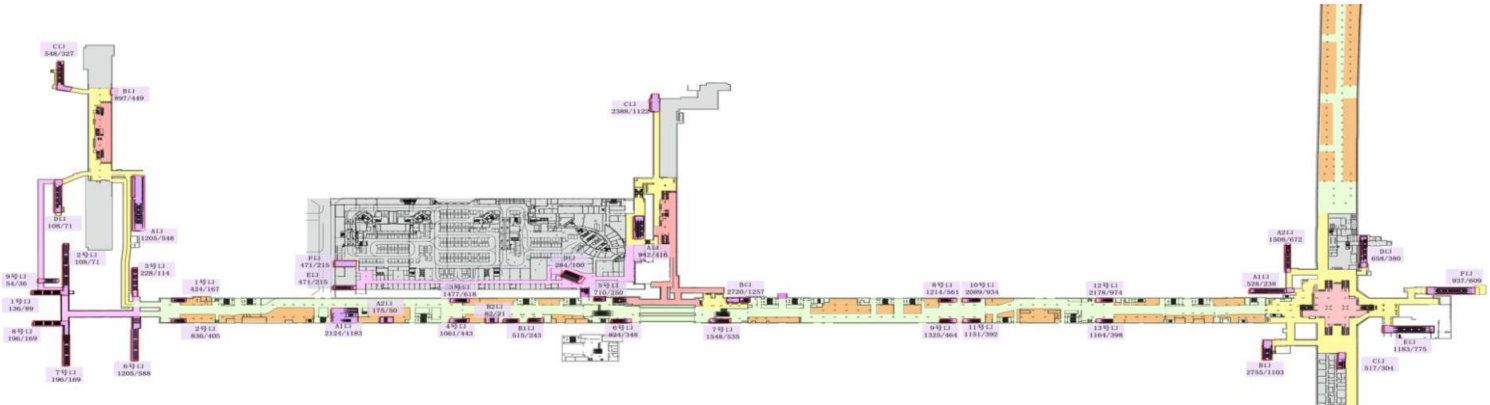 C口
548/327
B口
897/449
D口
108/71
A口
1205/548
2号口
108/71
3号口
228/114
9号口
54/36
1号口
136/89
8号口
196/169
7号口
196/169
6号口
1205/588
1号口
424/167
2号口
836/405
F口
471/215
E口
471/215
A2口
175/50
A1口
2124/1183
3号口
1477/618
4号口
1061/443
B2口
62/21
B1口
515/243
D口
284/100
5号口
710/250
6号口
824/348
C口
2388/1122
A口
942/416
B口
2720/1257
7号口
1548/535
8号口
1214/561
10号口
2089/934
9号口
1325/464
11号口
1151/392
12号口
2178/974
13号口
1164/398
A2口
1508/672
A1口
528/238
D口
658/380
F口
937/609
E口
1183/775
C口
517/304
B口
2755/1103